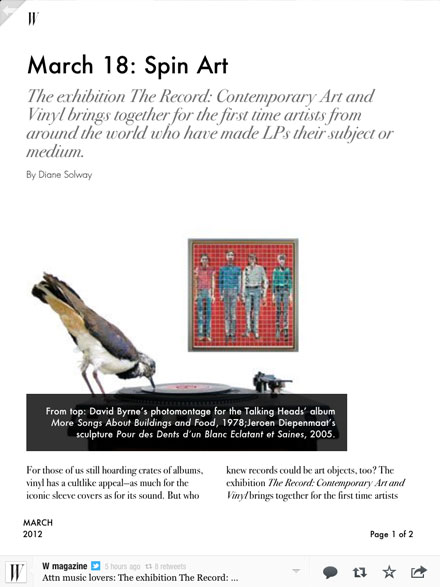 W
March 18: Spin Art
The exhibition The Record: Contemporary Art and
Vinyl brings together for the first time artists from
around the world who have made LPs their subject or
medium.
By Diane Solway
From top: David Byrne's photomontage for the Talking Heads' album
More Songs About Buildings and Food, 1978;Jeroen Diepenmaat's
sculpture Pour des Dents d'un Blanc Eclatant et Saines, 2005.
For those of us still hoarding crates of albums,
vinyl has a cultlike appeal—as much for the
iconic sleeve covers as for its sound. But who
knew records could be art objects, too? The
exhibition The Record: Contemporary Art and
Vinyl brings together for the first time artists
MARCH
2012
Page 1 of 2
W
W magazine 5 hours ago 8 retweets
Attn music lovers: The exhibition The Record: ...